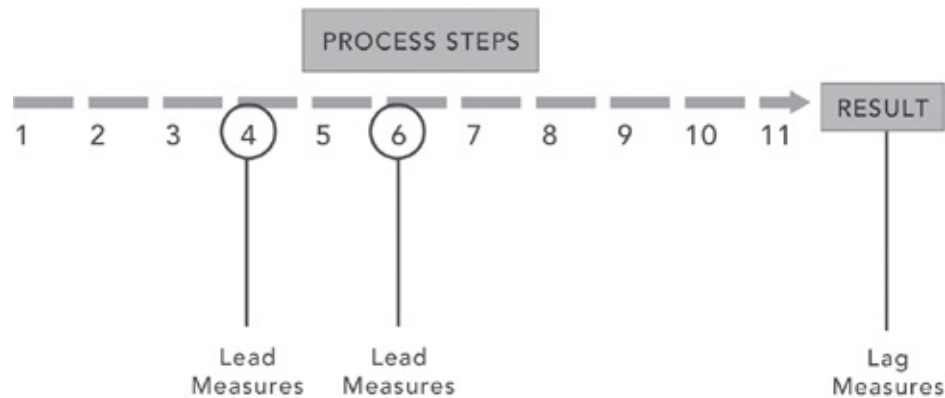 PROCESS STEPS
RESULT
1 2 3 4 5 6 7 8 9 10 11
Lead
Measures
Lead
Measures
Lag
Measures